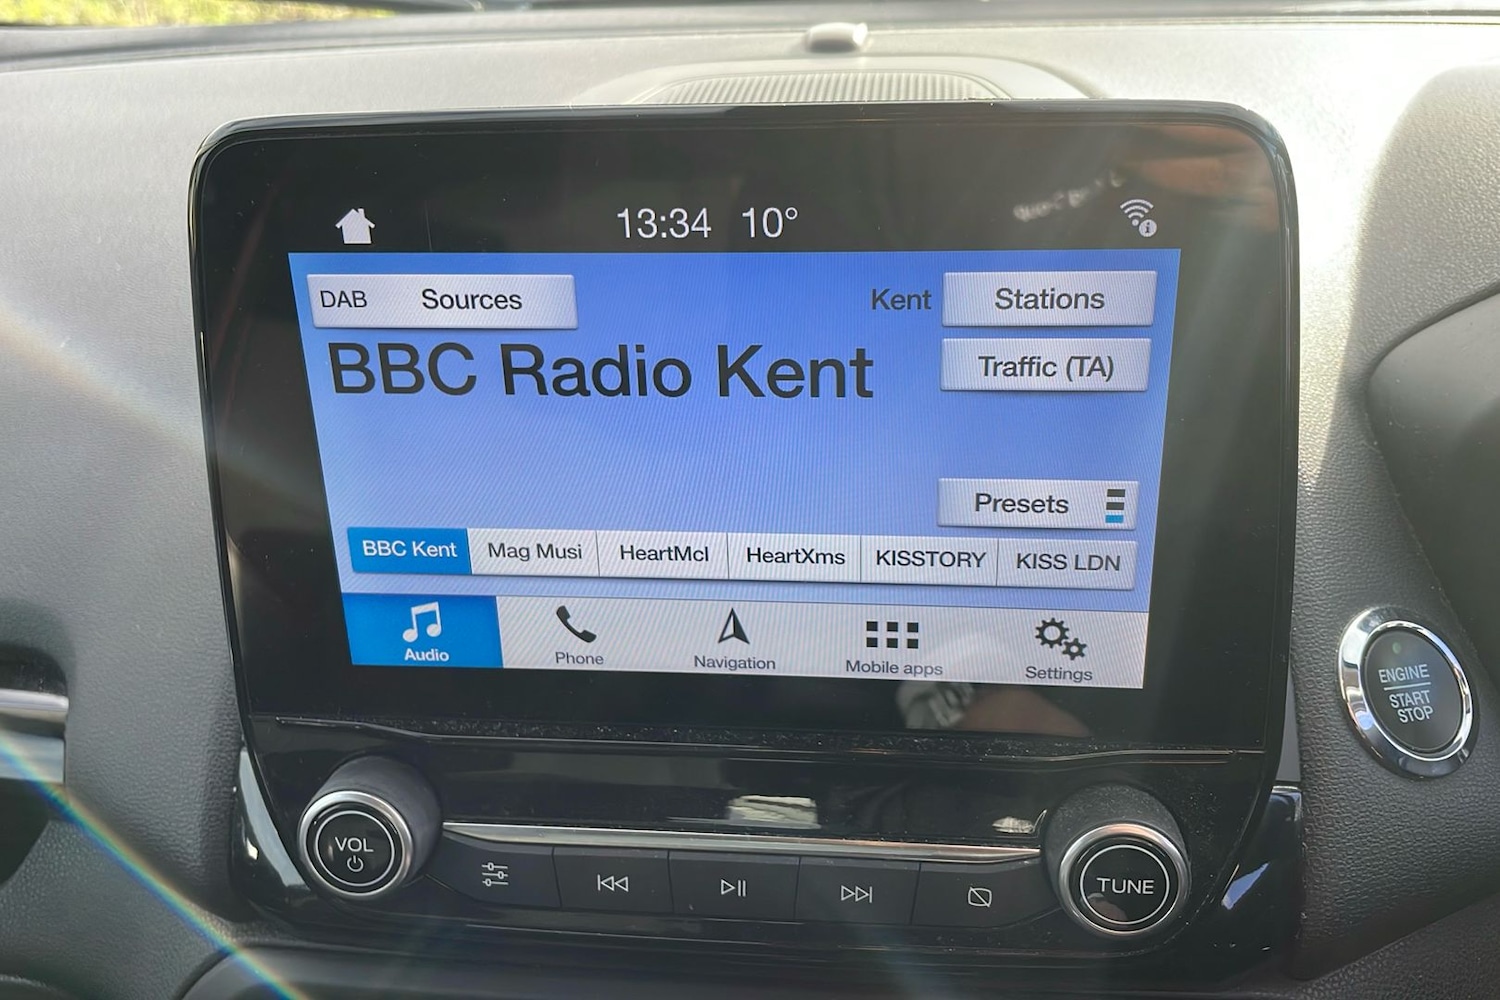 13:34 10°
DAB Sources
Kent Stations
BBC Radio Kent
Traffic (TA)
Presets
BBC Kent Mag Musi HeartMcl HeartXms KISSTORY KISS LDN
Audio Phone Navigation Mobile apps Settings
ENGINE
START
STOP
VOL
TUNE